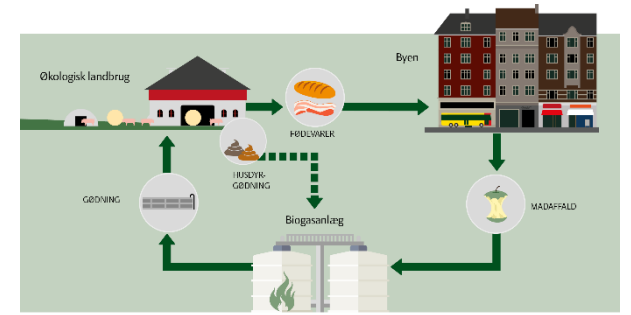 Økologisk landbrug
Byen
FØDEVARER
HUSDYR-
GØDNING
GØDNING
MADAFFALD
Biogasanlæg